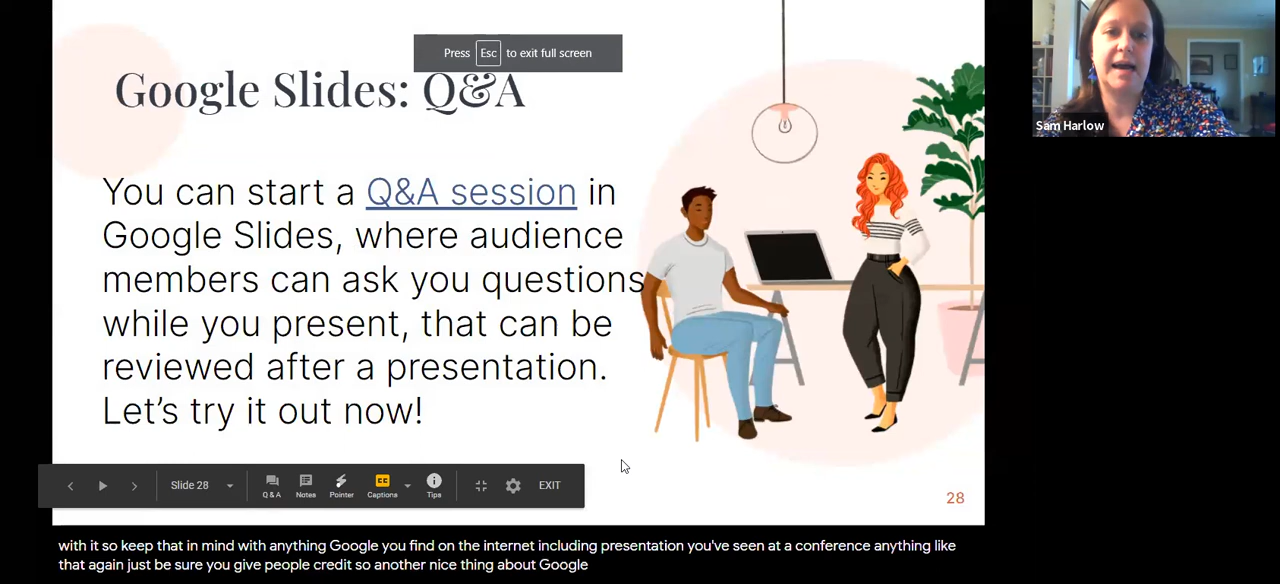 Press Esc to exit full screen
Google Slides: Q&A
You can start a Q&A session in
Google Slides, where audience
members can ask you questions
while you present, that can be
reviewed after a presentation.
Let's try it out now!
Sam Harlow
Slide 28
Q & A
Notes
Pointer
CC
Captions
Tips
EXIT
28
with it so keep that in mind with anything Google you find on the internet including presentation you've seen at a conference anything like
that again just be sure you give people credit so another nice thing about Google